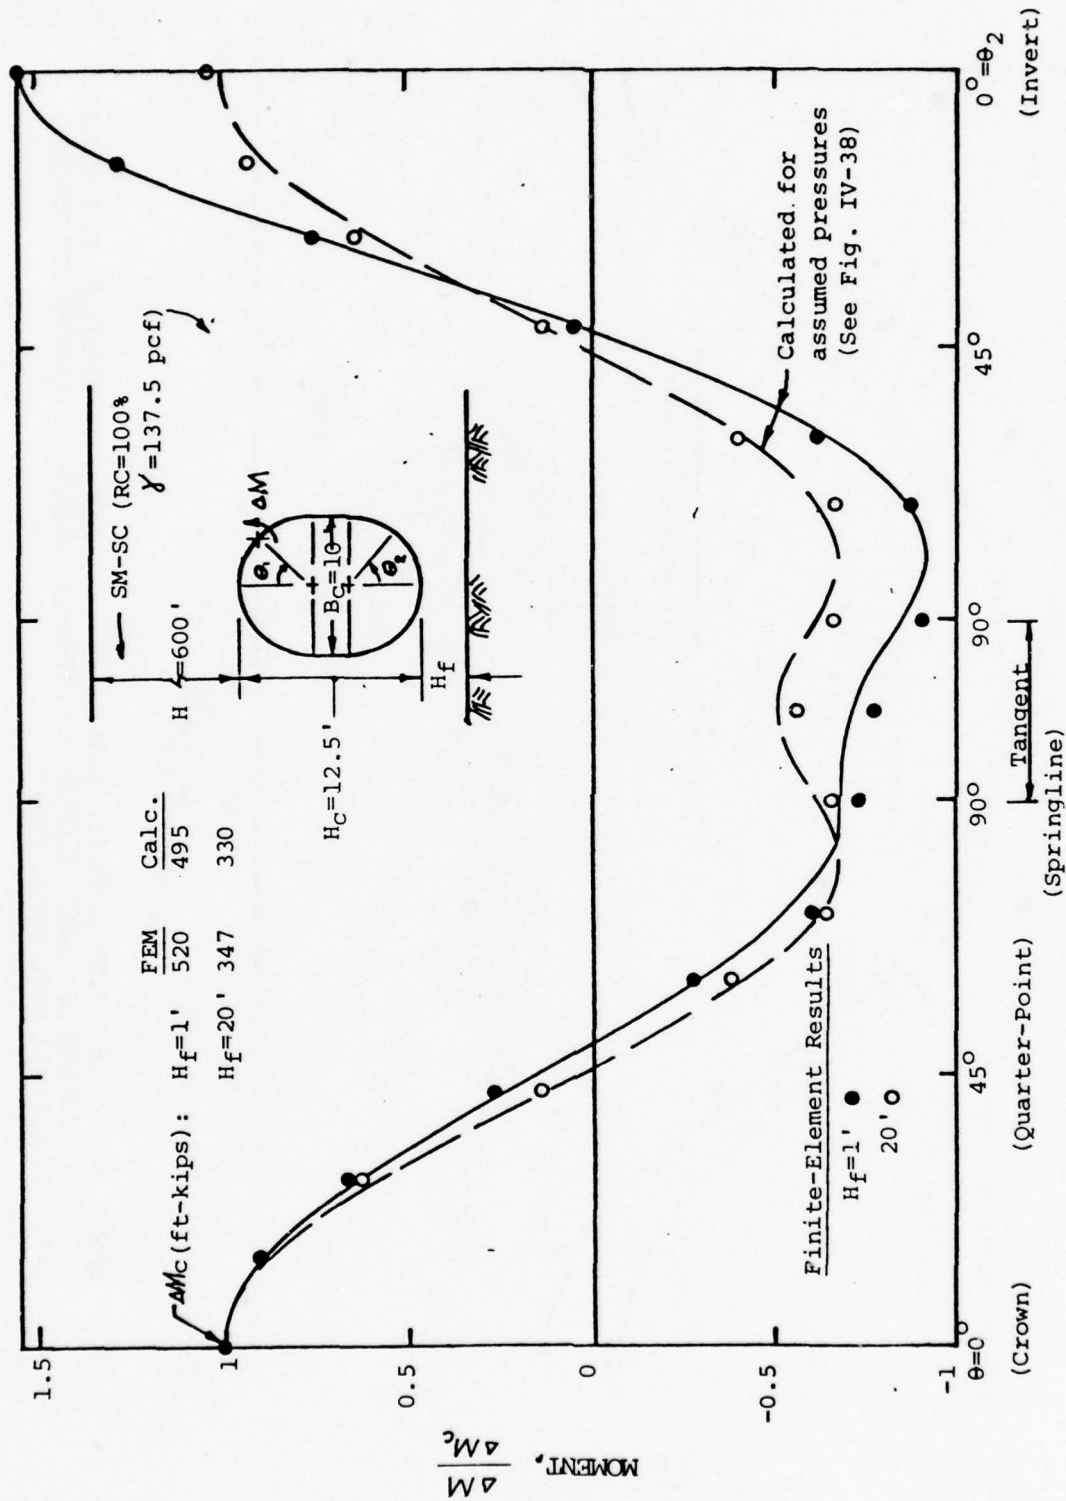 ΔMc(ft-kips):
FEM Calc.
Hf=1' 520 495
Hf=20' 347 330
SM-SC (RC=100%
γ=137.5 pcf)
H =600'
HC=12.5'
BC=10'
Hf
θ1
θ2
ΔM
Calculated for
assumed pressures
(See Fig. IV-38)
Finite-Element Results
Hf=1' ●
20' ○
MOMENT, ΔM/ΔMc
1.5
1
0.5
0
-0.5
-1
θ=0° 45° 90° 90° 45° 0°=θ2
Tangent
(Crown) (Quarter-Point) (Springline) (Invert)